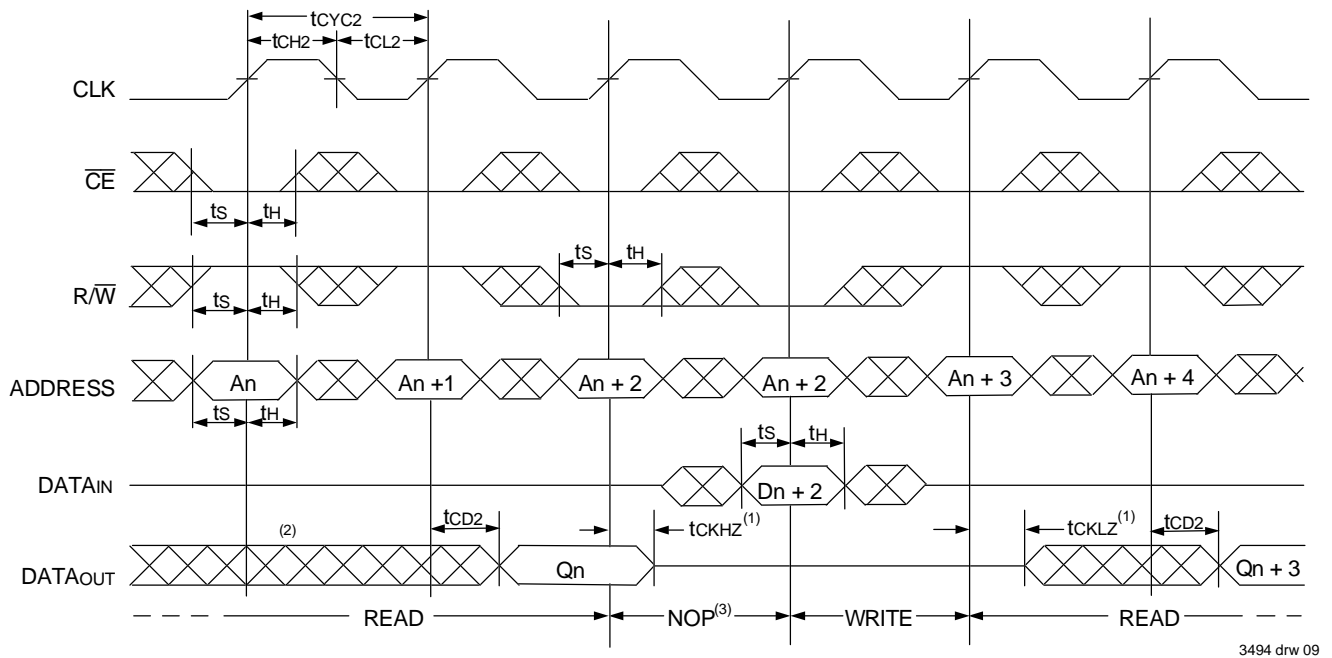 tCYC2
tCH2 tCL2
CLK
CE
tS tH
tS tH
R/W
tS tH
ADDRESS An An +1 An + 2 An + 2 An + 3 An + 4
tS tH
tS tH
DATAIN Dn + 2
tCD2 tCKHZ(1) tCKLZ(1) tCD2
(2)
DATAOUT Qn Qn + 3
READ NOP(3) WRITE READ
3494 drw 09